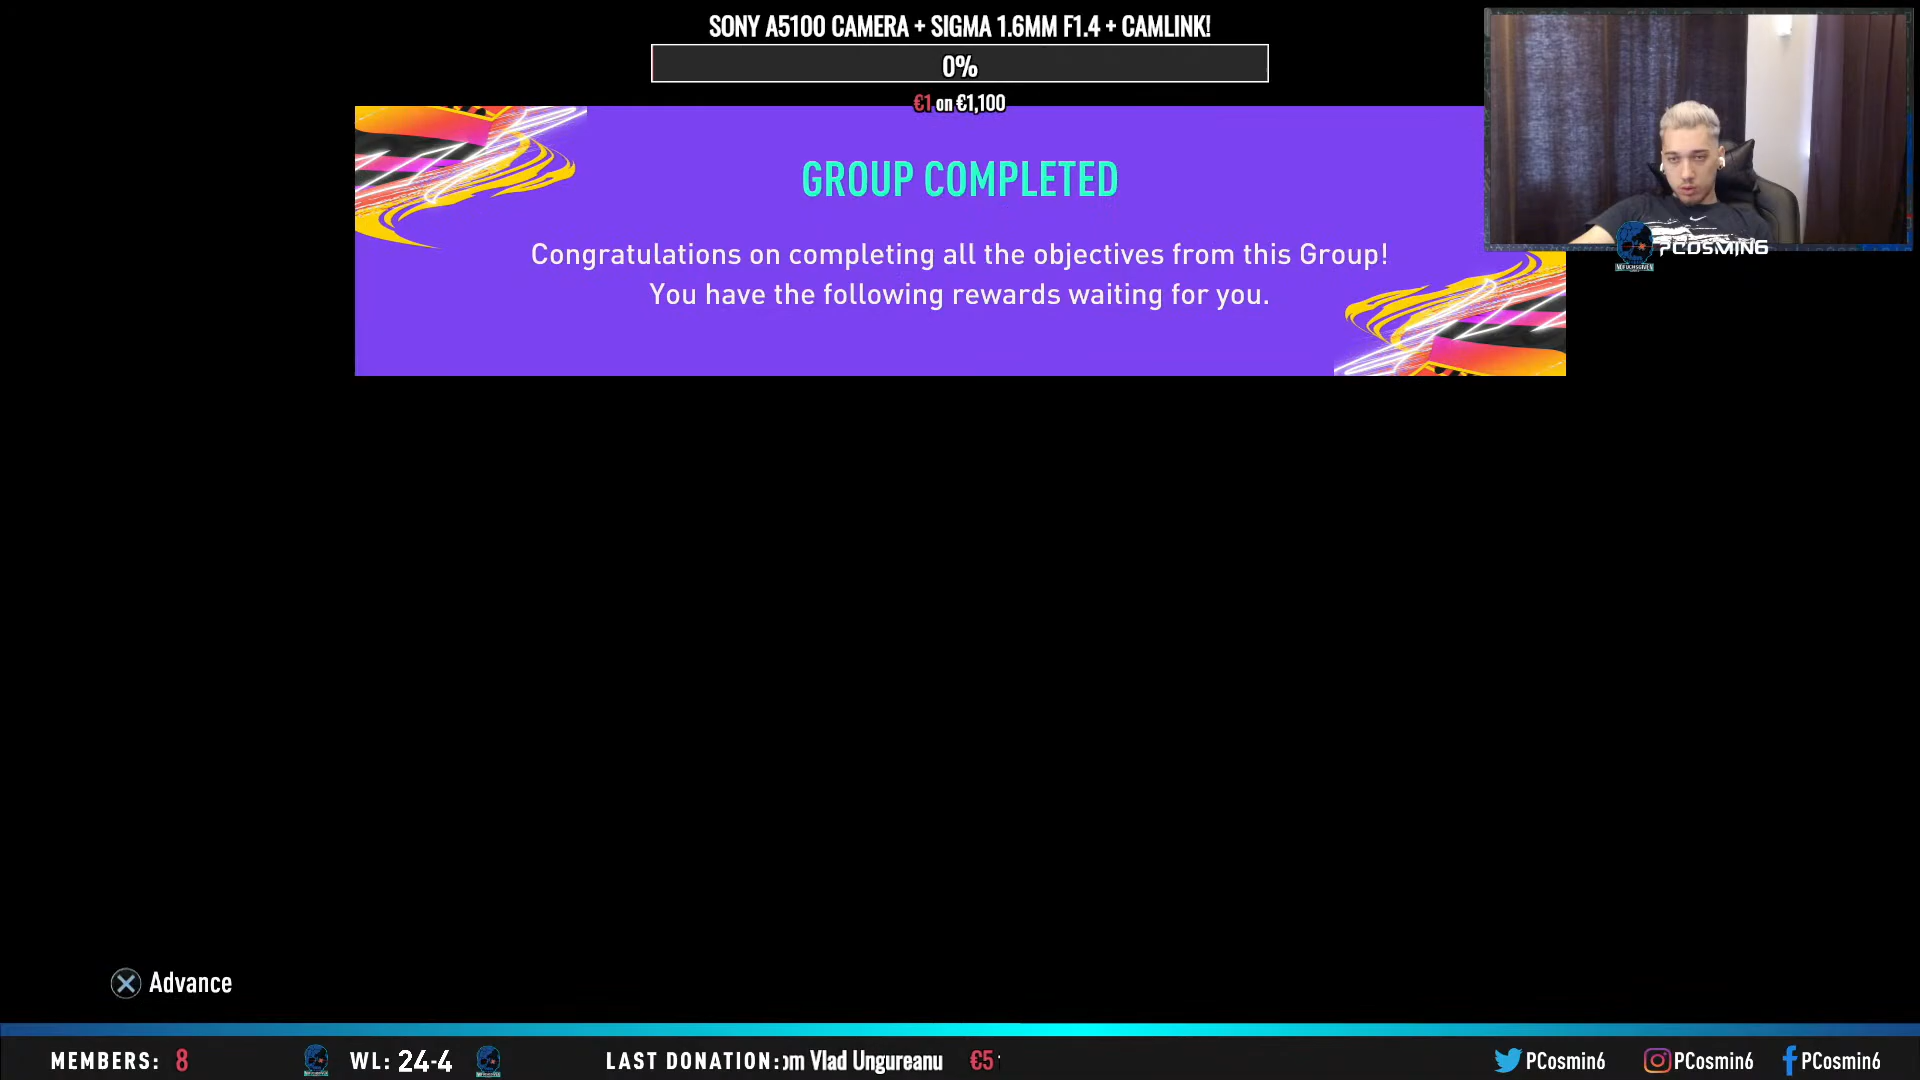 SONY A5100 CAMERA + SIGMA 1.6MM F1.4 + CAMLINK!
0%
€1 on €1,100
GROUP COMPLETED
Congratulations on completing all the objectives from this Group!
You have the following rewards waiting for you.
PCOSMIN6
Advance
MEMBERS: 8
WL: 24-4
LAST DONATION: om Vlad Ungureanu €5
PCosmin6
PCosmin6
PCosmin6